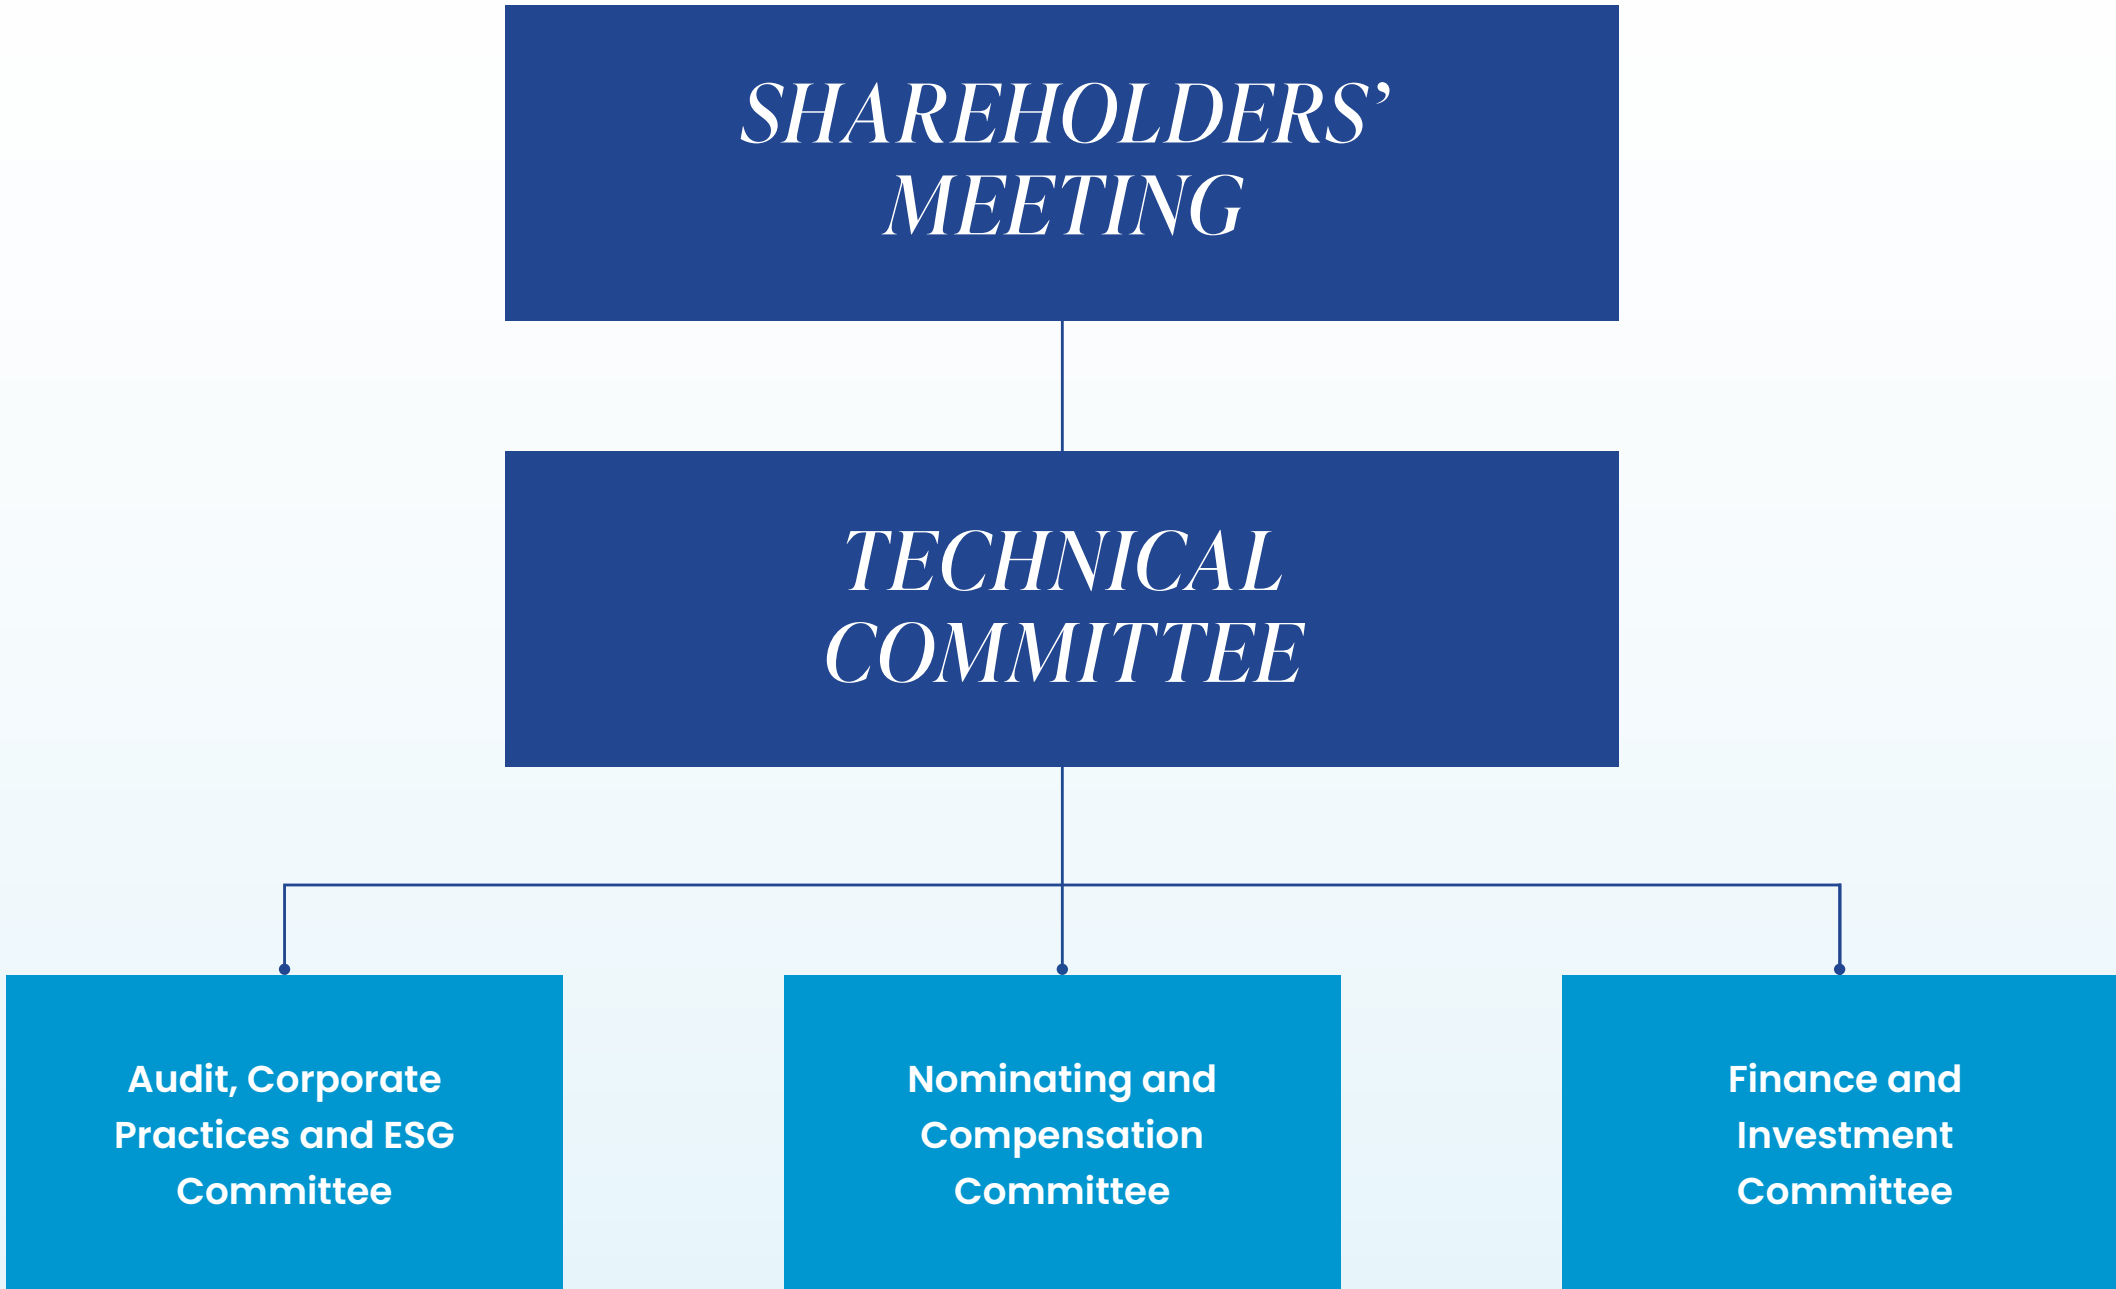 SHAREHOLDERS’
MEETING
TECHNICAL
COMMITTEE
Audit, Corporate
Practices and ESG
Committee
Nominating and
Compensation
Committee
Finance and
Investment
Committee